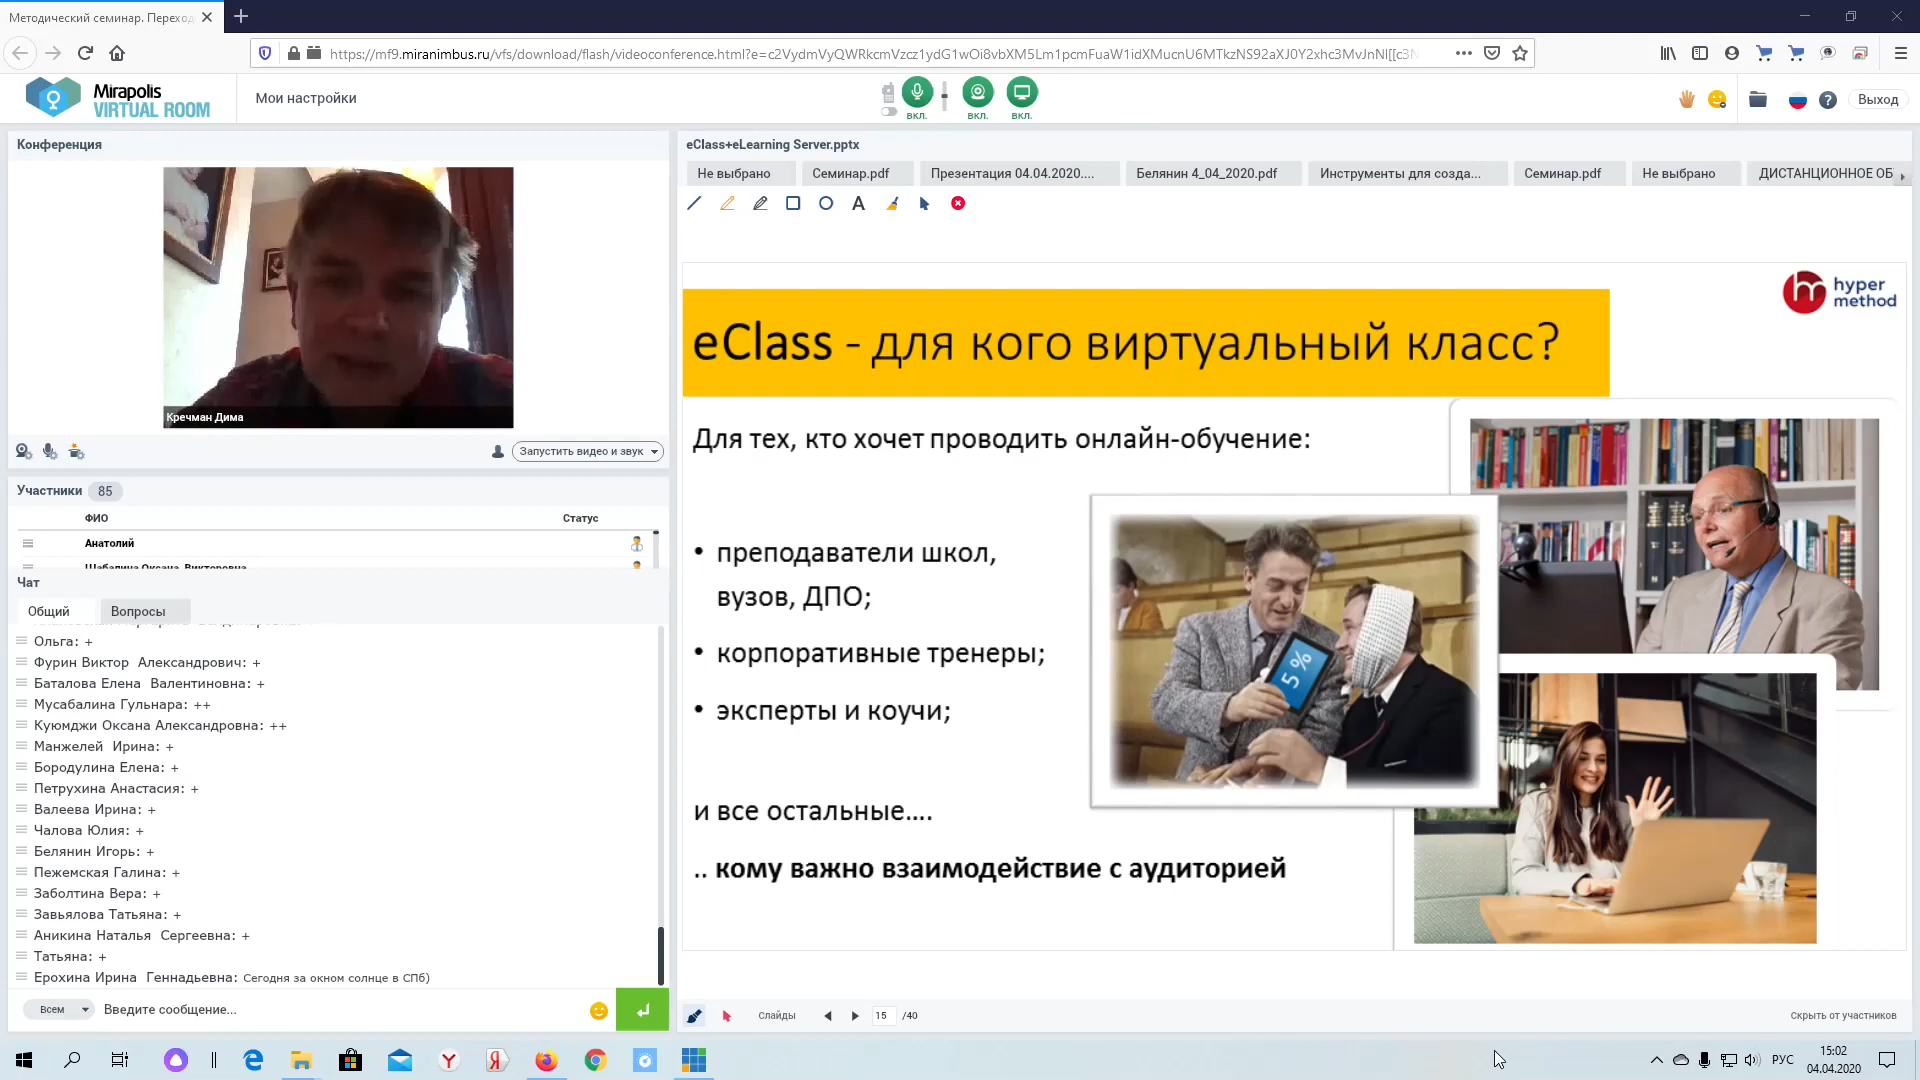 Методический семинар. Переход
https://mf9.miranimbus.ru/vfs/download/flash/videoconference.html?e=c2VydmVyQWRkcmVzcz1ydG1wOi8vbXM5Lm1pcmFuaW1idXMucnU6MTkzNS92aXJ0Y2xhc3MvJnNl[[c3N
Mirapolis
VIRTUAL ROOM
Мои настройки
вкл.
вкл.
вкл.
Выход
Конференция
Кречман Дима
Запустить видео и звук
Участники 85
ФИО Статус
Анатолий
Шабалина Оксана Викторовна
Чат
Общий Вопросы
Ольга: +
Фурин Виктор Александрович: +
Баталова Елена Валентиновна: +
Мусабалина Гульнара: ++
Куюмджи Оксана Александровна: ++
Манжелей Ирина: +
Бородулина Елена: +
Петрухина Анастасия: +
Валеева Ирина: +
Чалова Юлия: +
Белянин Игорь: +
Пежемская Галина: +
Заболтина Вера: +
Завьялова Татьяна: +
Аникина Наталья Сергеевна: +
Татьяна: +
Ерохина Ирина Геннадьевна: Сегодня за окном солнце в СПб)
Всем Введите сообщение...
eClass+eLearning Server.pptx
Не выбрано Семинар.pdf Презентация 04.04.2020.... Белянин 4_04_2020.pdf Инструменты для созда... Семинар.pdf Не выбрано ДИСТАНЦИОННОЕ ОБ
A
hyper
method
eClass - для кого виртуальный класс?
Для тех, кто хочет проводить онлайн-обучение:
• преподаватели школ,
вузов, ДПО;
• корпоративные тренеры;
• эксперты и коучи;
5 %
и все остальные....
.. кому важно взаимодействие с аудиторией
Слайды 15 /40
Скрыть от участников
РУС
15:02
04.04.2020